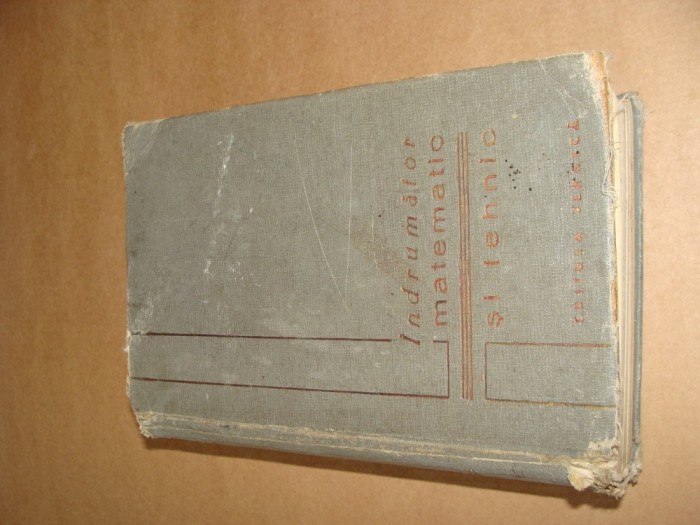 Îndrumător
matematic
și tehnic
EDITURA TEHNICĂ